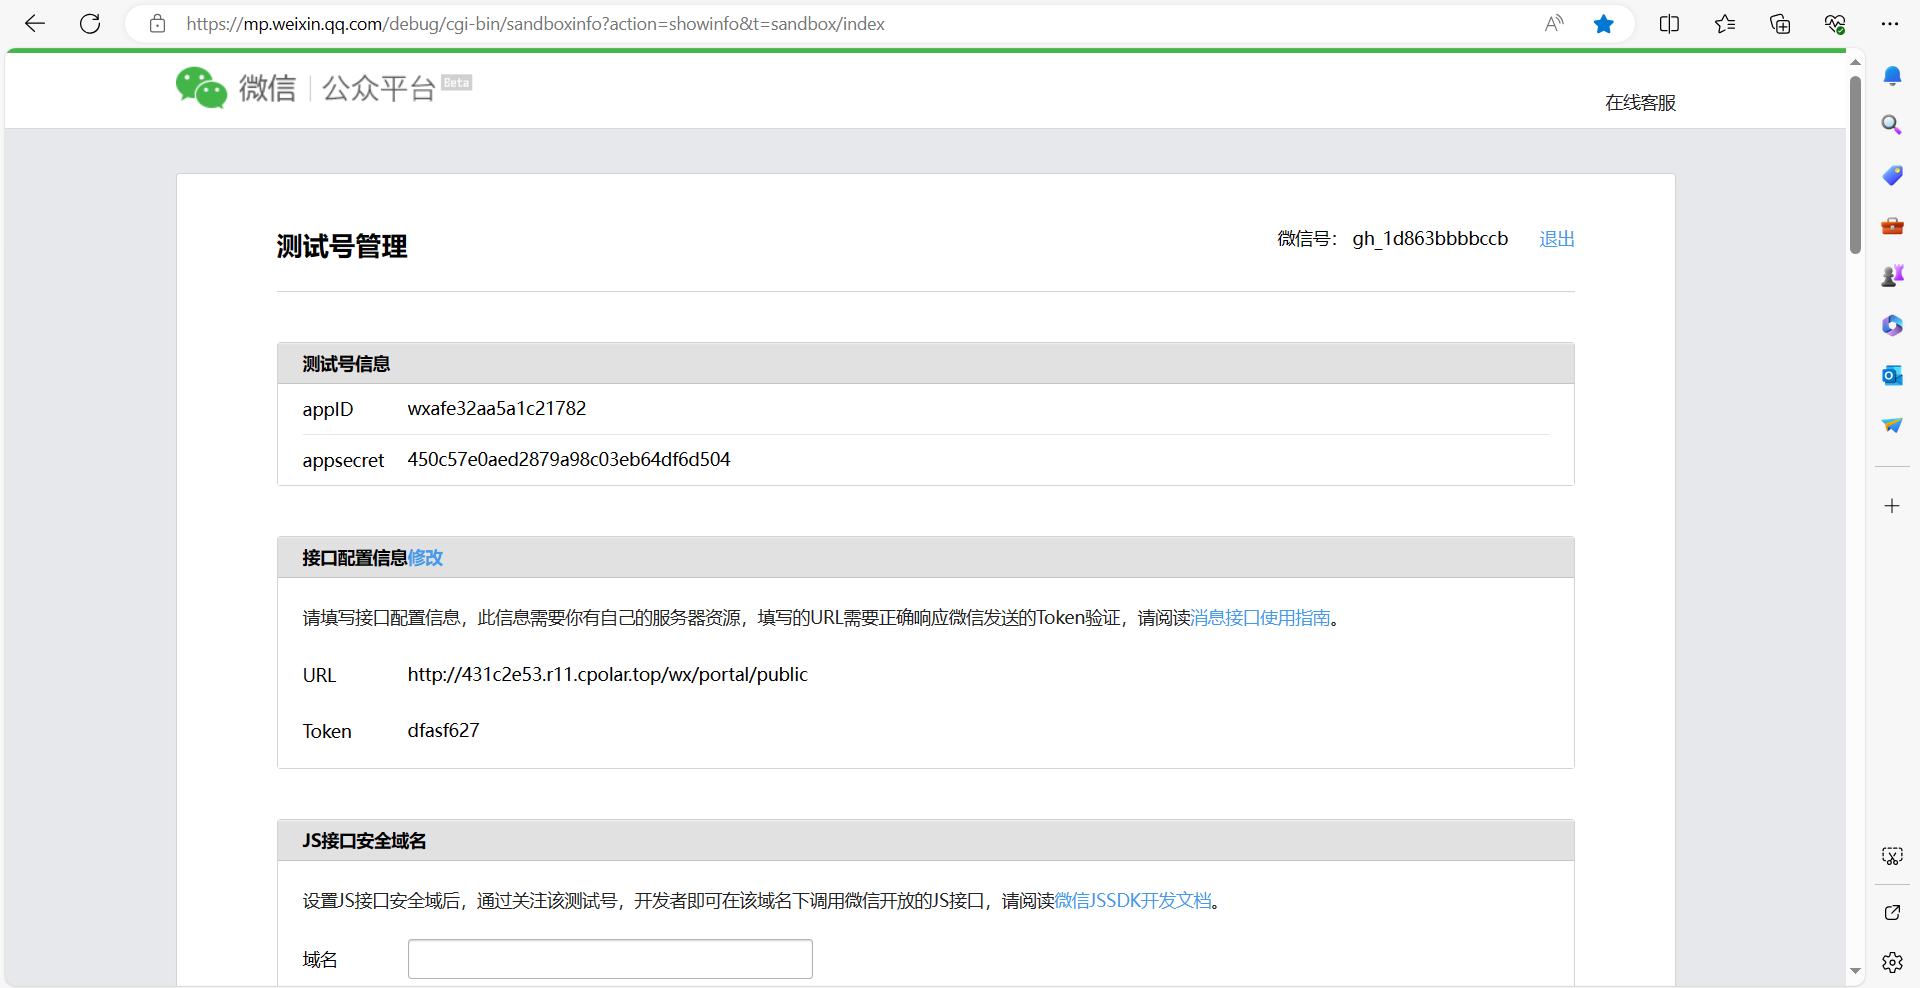 https://mp.weixin.qq.com/debug/cgi-bin/sandboxinfo?action=showinfo&t=sandbox/index
微信 | 公众平台 Beta
在线客服
测试号管理
微信号： gh_1d863bbbbccb 退出
测试号信息
appID wxafe32aa5a1c21782
appsecret 450c57e0aed2879a98c03eb64df6d504
接口配置信息修改
请填写接口配置信息，此信息需要你有自己的服务器资源，填写的URL需要正确响应微信发送的Token验证，请阅读消息接口使用指南。
URL http://431c2e53.r11.cpolar.top/wx/portal/public
Token dfasf627
JS接口安全域名
设置JS接口安全域后，通过关注该测试号，开发者即可在该域名下调用微信开放的JS接口，请阅读微信JSSDK开发文档。
域名